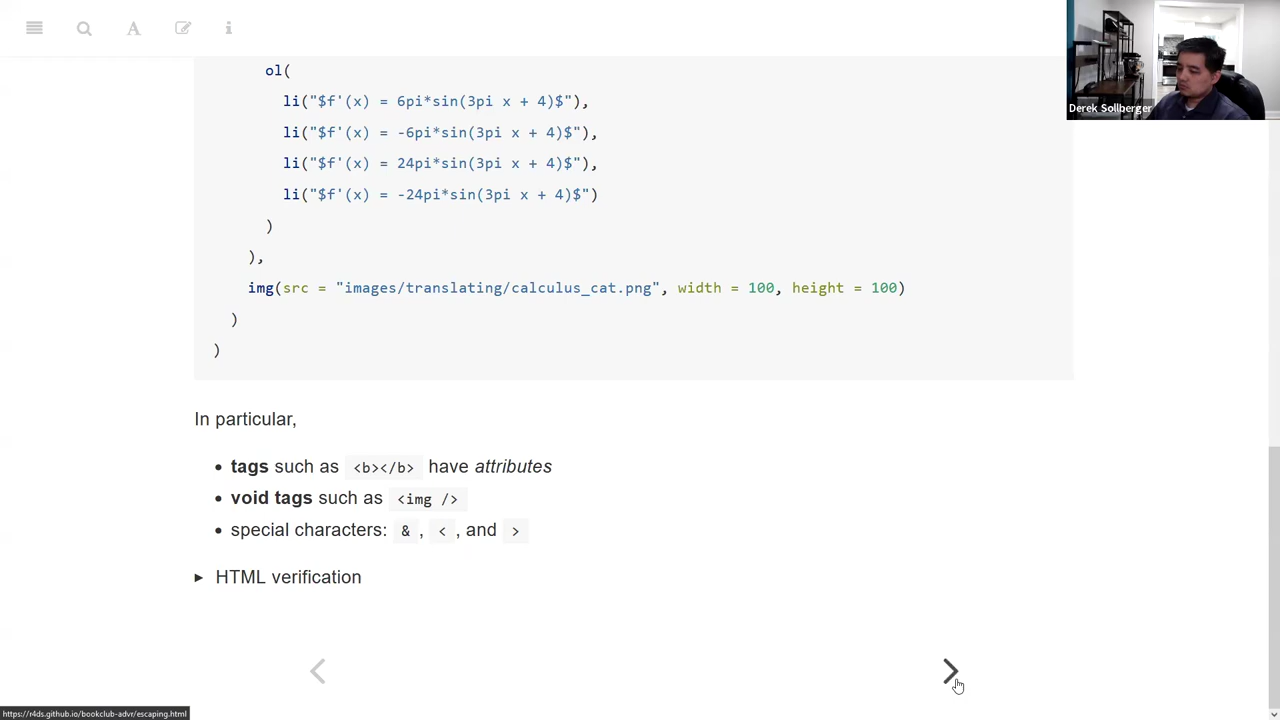 Derek Sollberger
ol(
li("$f'(x) = 6pi*sin(3pi x + 4)$"),
li("$f'(x) = -6pi*sin(3pi x + 4)$"),
li("$f'(x) = 24pi*sin(3pi x + 4)$"),
li("$f'(x) = -24pi*sin(3pi x + 4)$")
)
),
img(src = "images/translating/calculus_cat.png", width = 100, height = 100)
)
)
In particular,
• tags such as <b></b> have attributes
• void tags such as <img />
• special characters: & , < , and >
HTML verification
https://r4ds.github.io/bookclub-advr/escaping.html